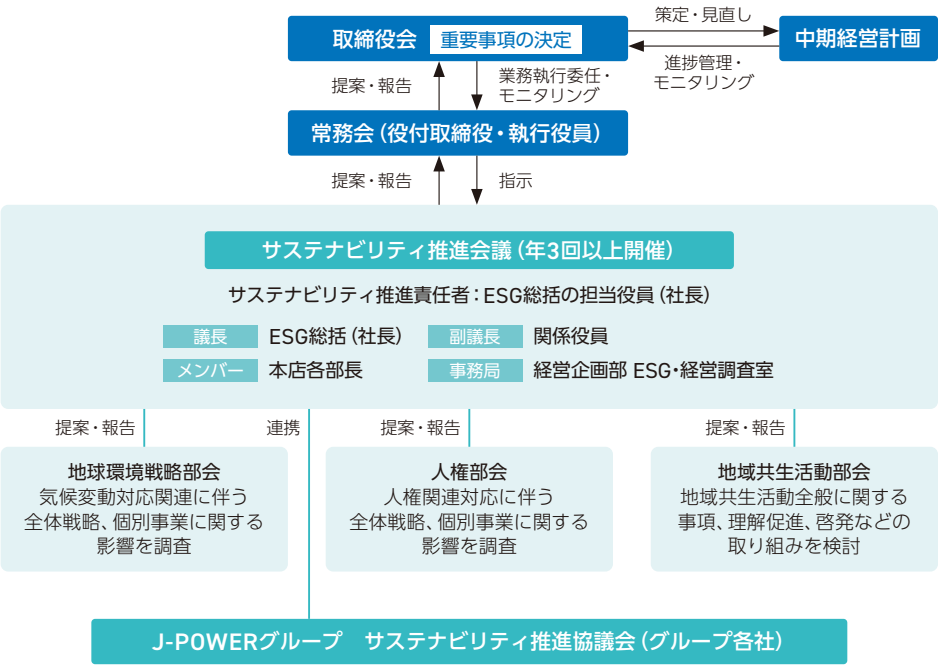 取締役会 重要事項の決定
策定・見直し
中期経営計画
進捗管理・
モニタリング
提案・報告
業務執行委任・
モニタリング
常務会（役付取締役・執行役員）
提案・報告
指示
サステナビリティ推進会議（年3回以上開催）
サステナビリティ推進責任者：ESG総括の担当役員（社長）
議長 ESG総括（社長）
副議長 関係役員
メンバー 本店各部長
事務局 経営企画部 ESG・経営調査室
提案・報告
連携
提案・報告
提案・報告
地球環境戦略部会
気候変動対応関連に伴う
全体戦略、個別事業に関する
影響を調査
人権部会
人権関連対応に伴う
全体戦略、個別事業に関する
影響を調査
地域共生活動部会
地域共生活動全般に関する
事項、理解促進、啓発などの
取り組みを検討
J-POWERグループ　サステナビリティ推進協議会（グループ各社）